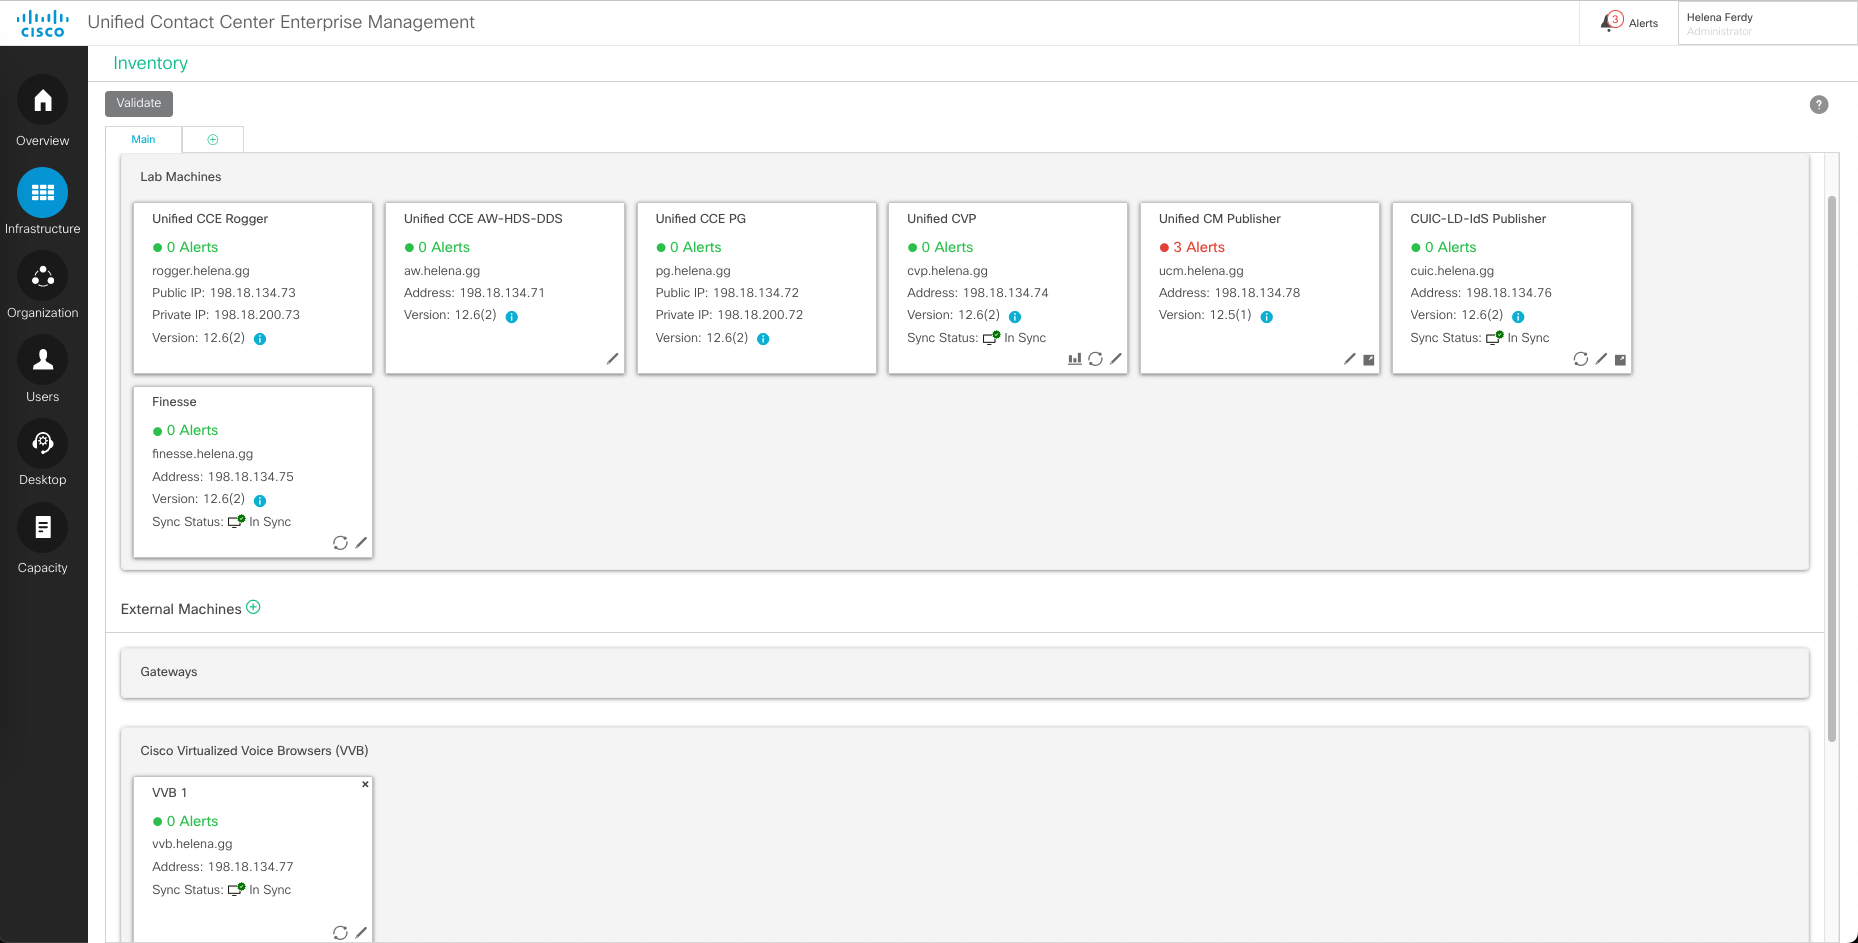 CISCO
Unified Contact Center Enterprise Management
3
Alerts
Helena Ferdy
Administrator
Inventory
Validate
?
Main
Overview
Infrastructure
Organization
Users
Desktop
Capacity
Lab Machines
Unified CCE Rogger
0 Alerts
rogger.helena.gg
Public IP: 198.18.134.73
Private IP: 198.18.200.73
Version: 12.6(2)
Unified CCE AW-HDS-DDS
0 Alerts
aw.helena.gg
Address: 198.18.134.71
Version: 12.6(2)
Unified CCE PG
0 Alerts
pg.helena.gg
Public IP: 198.18.134.72
Private IP: 198.18.200.72
Version: 12.6(2)
Unified CVP
0 Alerts
cvp.helena.gg
Address: 198.18.134.74
Version: 12.6(2)
Sync Status: In Sync
Unified CM Publisher
3 Alerts
ucm.helena.gg
Address: 198.18.134.78
Version: 12.5(1)
CUIC-LD-IdS Publisher
0 Alerts
cuic.helena.gg
Address: 198.18.134.76
Version: 12.6(2)
Sync Status: In Sync
Finesse
0 Alerts
finesse.helena.gg
Address: 198.18.134.75
Version: 12.6(2)
Sync Status: In Sync
External Machines
Gateways
Cisco Virtualized Voice Browsers (VVB)
VVB 1
0 Alerts
vvb.helena.gg
Address: 198.18.134.77
Sync Status: In Sync